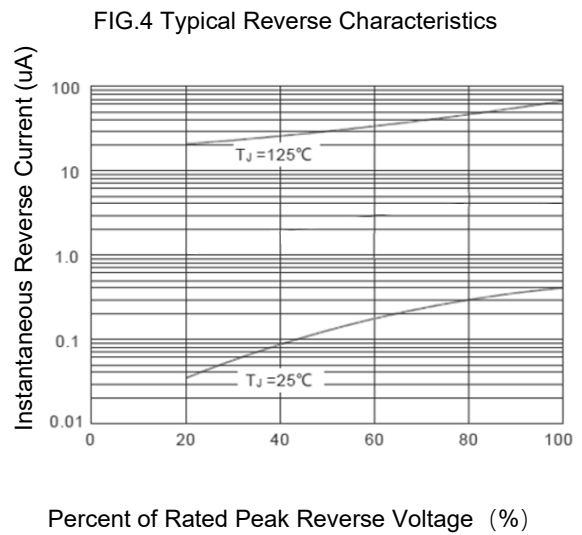 FIG.4 Typical Reverse Characteristics
Instantaneous Reverse Current (uA)
100
10
1.0
0.1
0.01
TJ =125℃
TJ =25℃
0 20 40 60 80 100
Percent of Rated Peak Reverse Voltage（%）